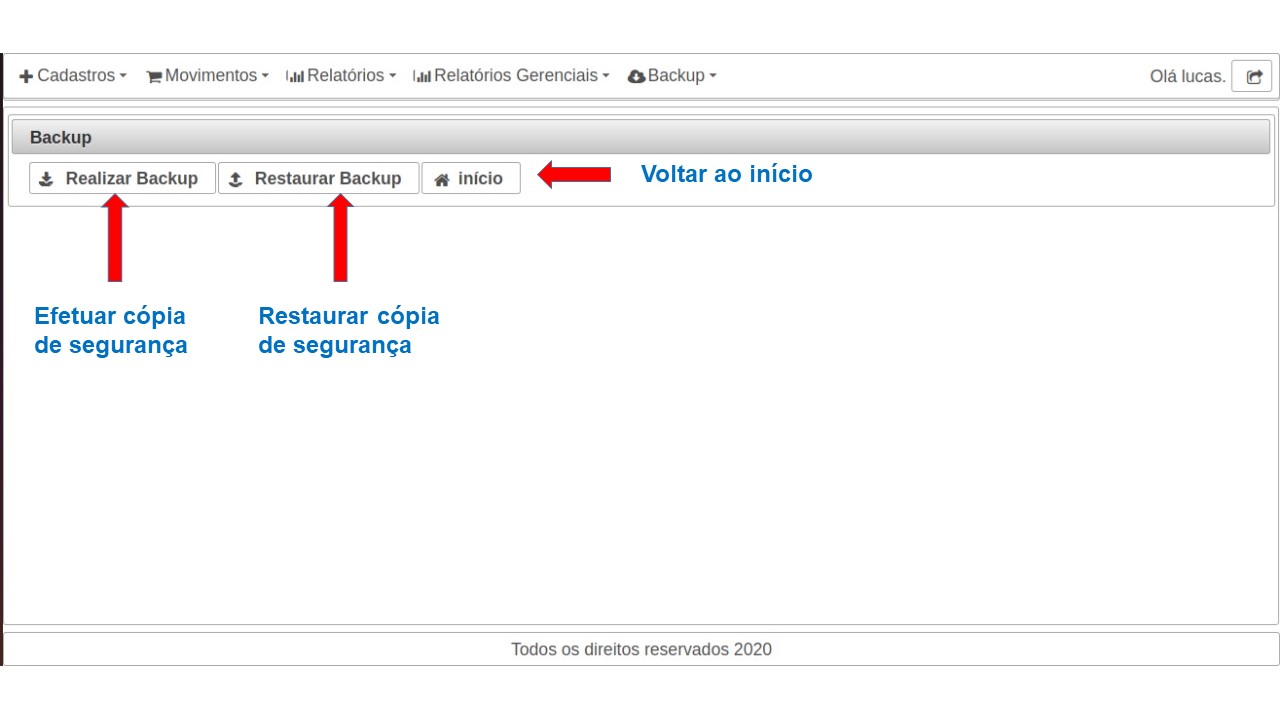 Cadastros Movimentos Relatórios Relatórios Gerenciais Backup Olá lucas.
Backup
Realizar Backup Restaurar Backup início Voltar ao início
Efetuar cópia
de segurança
Restaurar cópia
de segurança
Todos os direitos reservados 2020